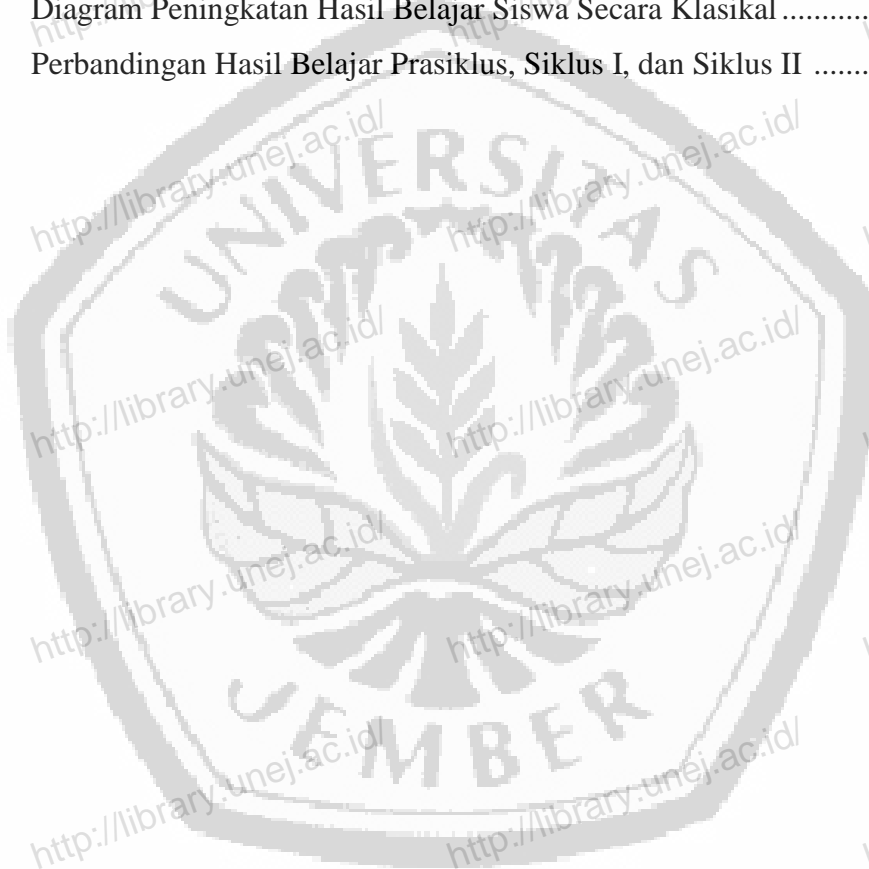 Diagram Peningkatan Hasil Belajar Siswa Secara Klasikal ...........
Perbandingan Hasil Belajar Prasiklus, Siklus I, dan Siklus II .......
http://library.unej.ac.id/ http://library.unej.ac.id/
UNIVERSITAS
http://library.unej.ac.id/ http://library.unej.ac.id/
http://library.unej.ac.id/ http://library.unej.ac.id/
JEMBER
http://library.unej.ac.id/ http://library.unej.ac.id/